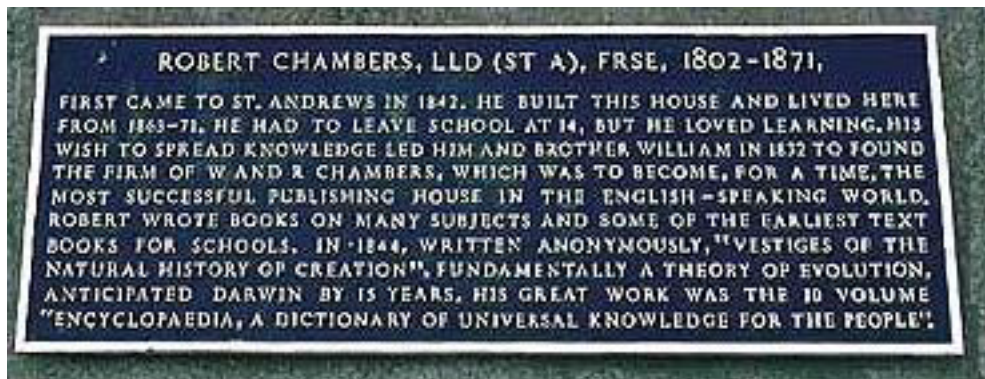 ROBERT CHAMBERS, LLD (ST A), FRSE, 1802-1871,
FIRST CAME TO ST. ANDREWS IN 1842. HE BUILT THIS HOUSE AND LIVED HERE
FROM 1863-71. HE HAD TO LEAVE SCHOOL AT 14, BUT HE LOVED LEARNING. HIS
WISH TO SPREAD KNOWLEDGE LED HIM AND BROTHER WILLIAM IN 1832 TO FOUND
THE FIRM OF W AND R CHAMBERS, WHICH WAS TO BECOME, FOR A TIME, THE
MOST SUCCESSFUL PUBLISHING HOUSE IN THE ENGLISH-SPEAKING WORLD.
ROBERT WROTE BOOKS ON MANY SUBJECTS AND SOME OF THE EARLIEST TEXT
BOOKS FOR SCHOOLS. IN 1844, WRITTEN ANONYMOUSLY, "VESTIGES OF THE
NATURAL HISTORY OF CREATION", FUNDAMENTALLY A THEORY OF EVOLUTION,
ANTICIPATED DARWIN BY 15 YEARS. HIS GREAT WORK WAS THE 10 VOLUME
"ENCYCLOPAEDIA, A DICTIONARY OF UNIVERSAL KNOWLEDGE FOR THE PEOPLE".